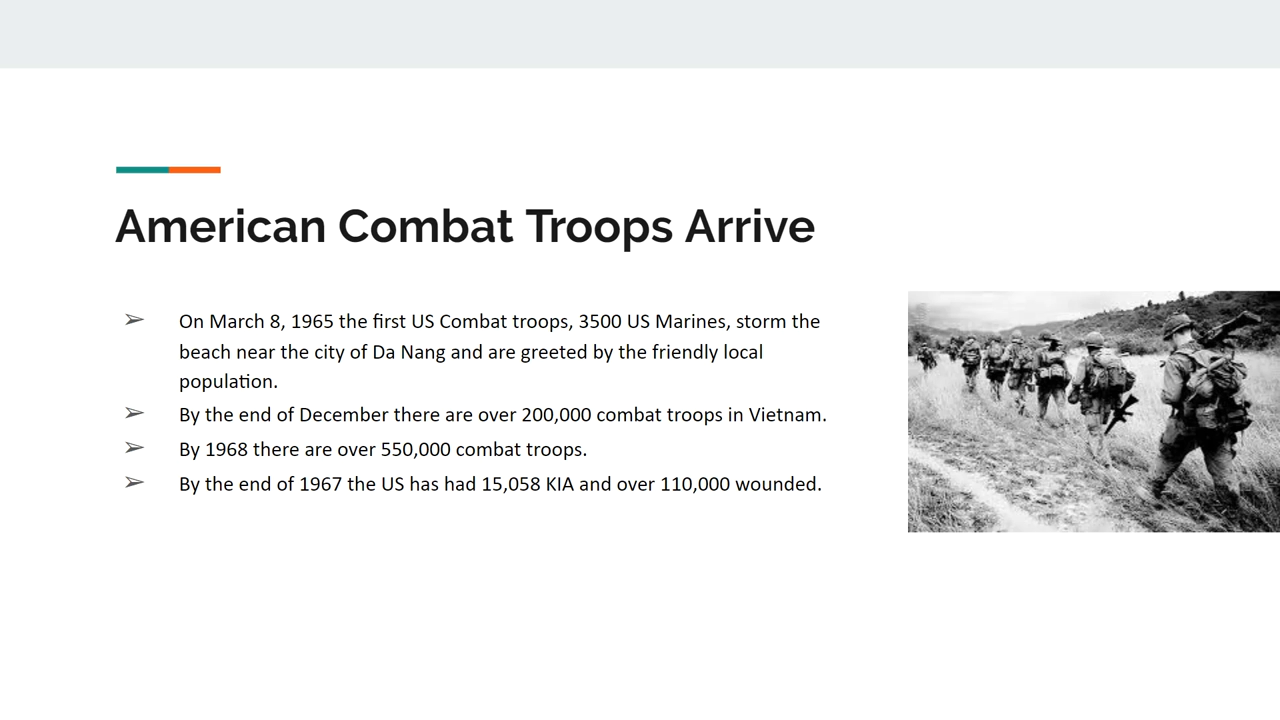 American Combat Troops Arrive
➢ On March 8, 1965 the first US Combat troops, 3500 US Marines, storm the
beach near the city of Da Nang and are greeted by the friendly local
population.
➢ By the end of December there are over 200,000 combat troops in Vietnam.
➢ By 1968 there are over 550,000 combat troops.
➢ By the end of 1967 the US has had 15,058 KIA and over 110,000 wounded.